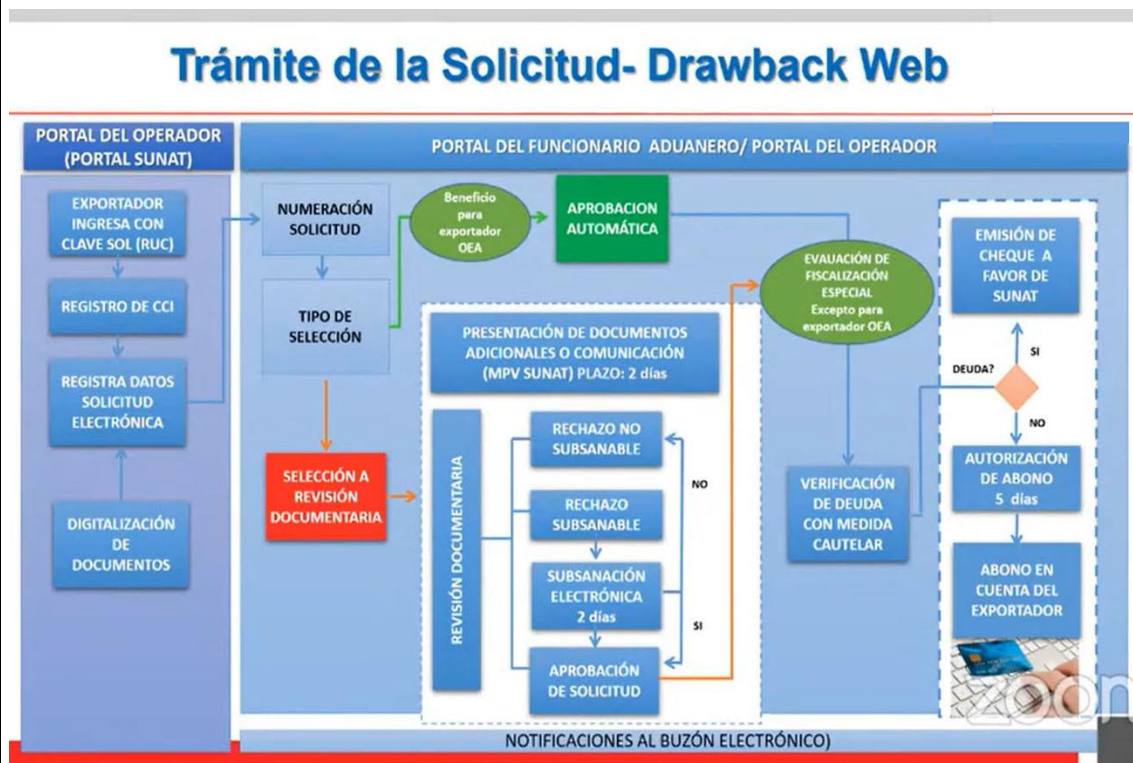 Trámite de la Solicitud- Drawback Web
PORTAL DEL OPERADOR
(PORTAL SUNAT)
PORTAL DEL FUNCIONARIO ADUANERO/ PORTAL DEL OPERADOR
EXPORTADOR
INGRESA CON
CLAVE SOL (RUC)
REGISTRO DE CCI
REGISTRA DATOS
SOLICITUD
ELECTRÓNICA
DIGITALIZACIÓN
DE
DOCUMENTOS
NUMERACIÓN
SOLICITUD
TIPO DE
SELECCIÓN
SELECCIÓN A
REVISIÓN
DOCUMENTARIA
Beneficio
para
exportador
OEA
APROBACION
AUTOMÁTICA
PRESENTACIÓN DE DOCUMENTOS
ADICIONALES O COMUNICACIÓN
(MPV SUNAT) PLAZO: 2 días
REVISIÓN DOCUMENTARIA
RECHAZO NO
SUBSANABLE
RECHAZO
SUBSANABLE
SUBSANACIÓN
ELECTRÓNICA
2 días
APROBACIÓN
DE SOLICITUD
NO
SI
EVALUACIÓN DE
FISCALIZACIÓN
ESPECIAL
Excepto para
exportador OEA
VERIFICACIÓN
DE DEUDA
CON MEDIDA
CAUTELAR
EMISIÓN DE
CHEQUE A
FAVOR DE
SUNAT
SI
DEUDA?
NO
AUTORIZACIÓN
DE ABONO
5 días
ABONO EN
CUENTA DEL
EXPORTADOR
zoom
NOTIFICACIONES AL BUZÓN ELECTRÓNICO)